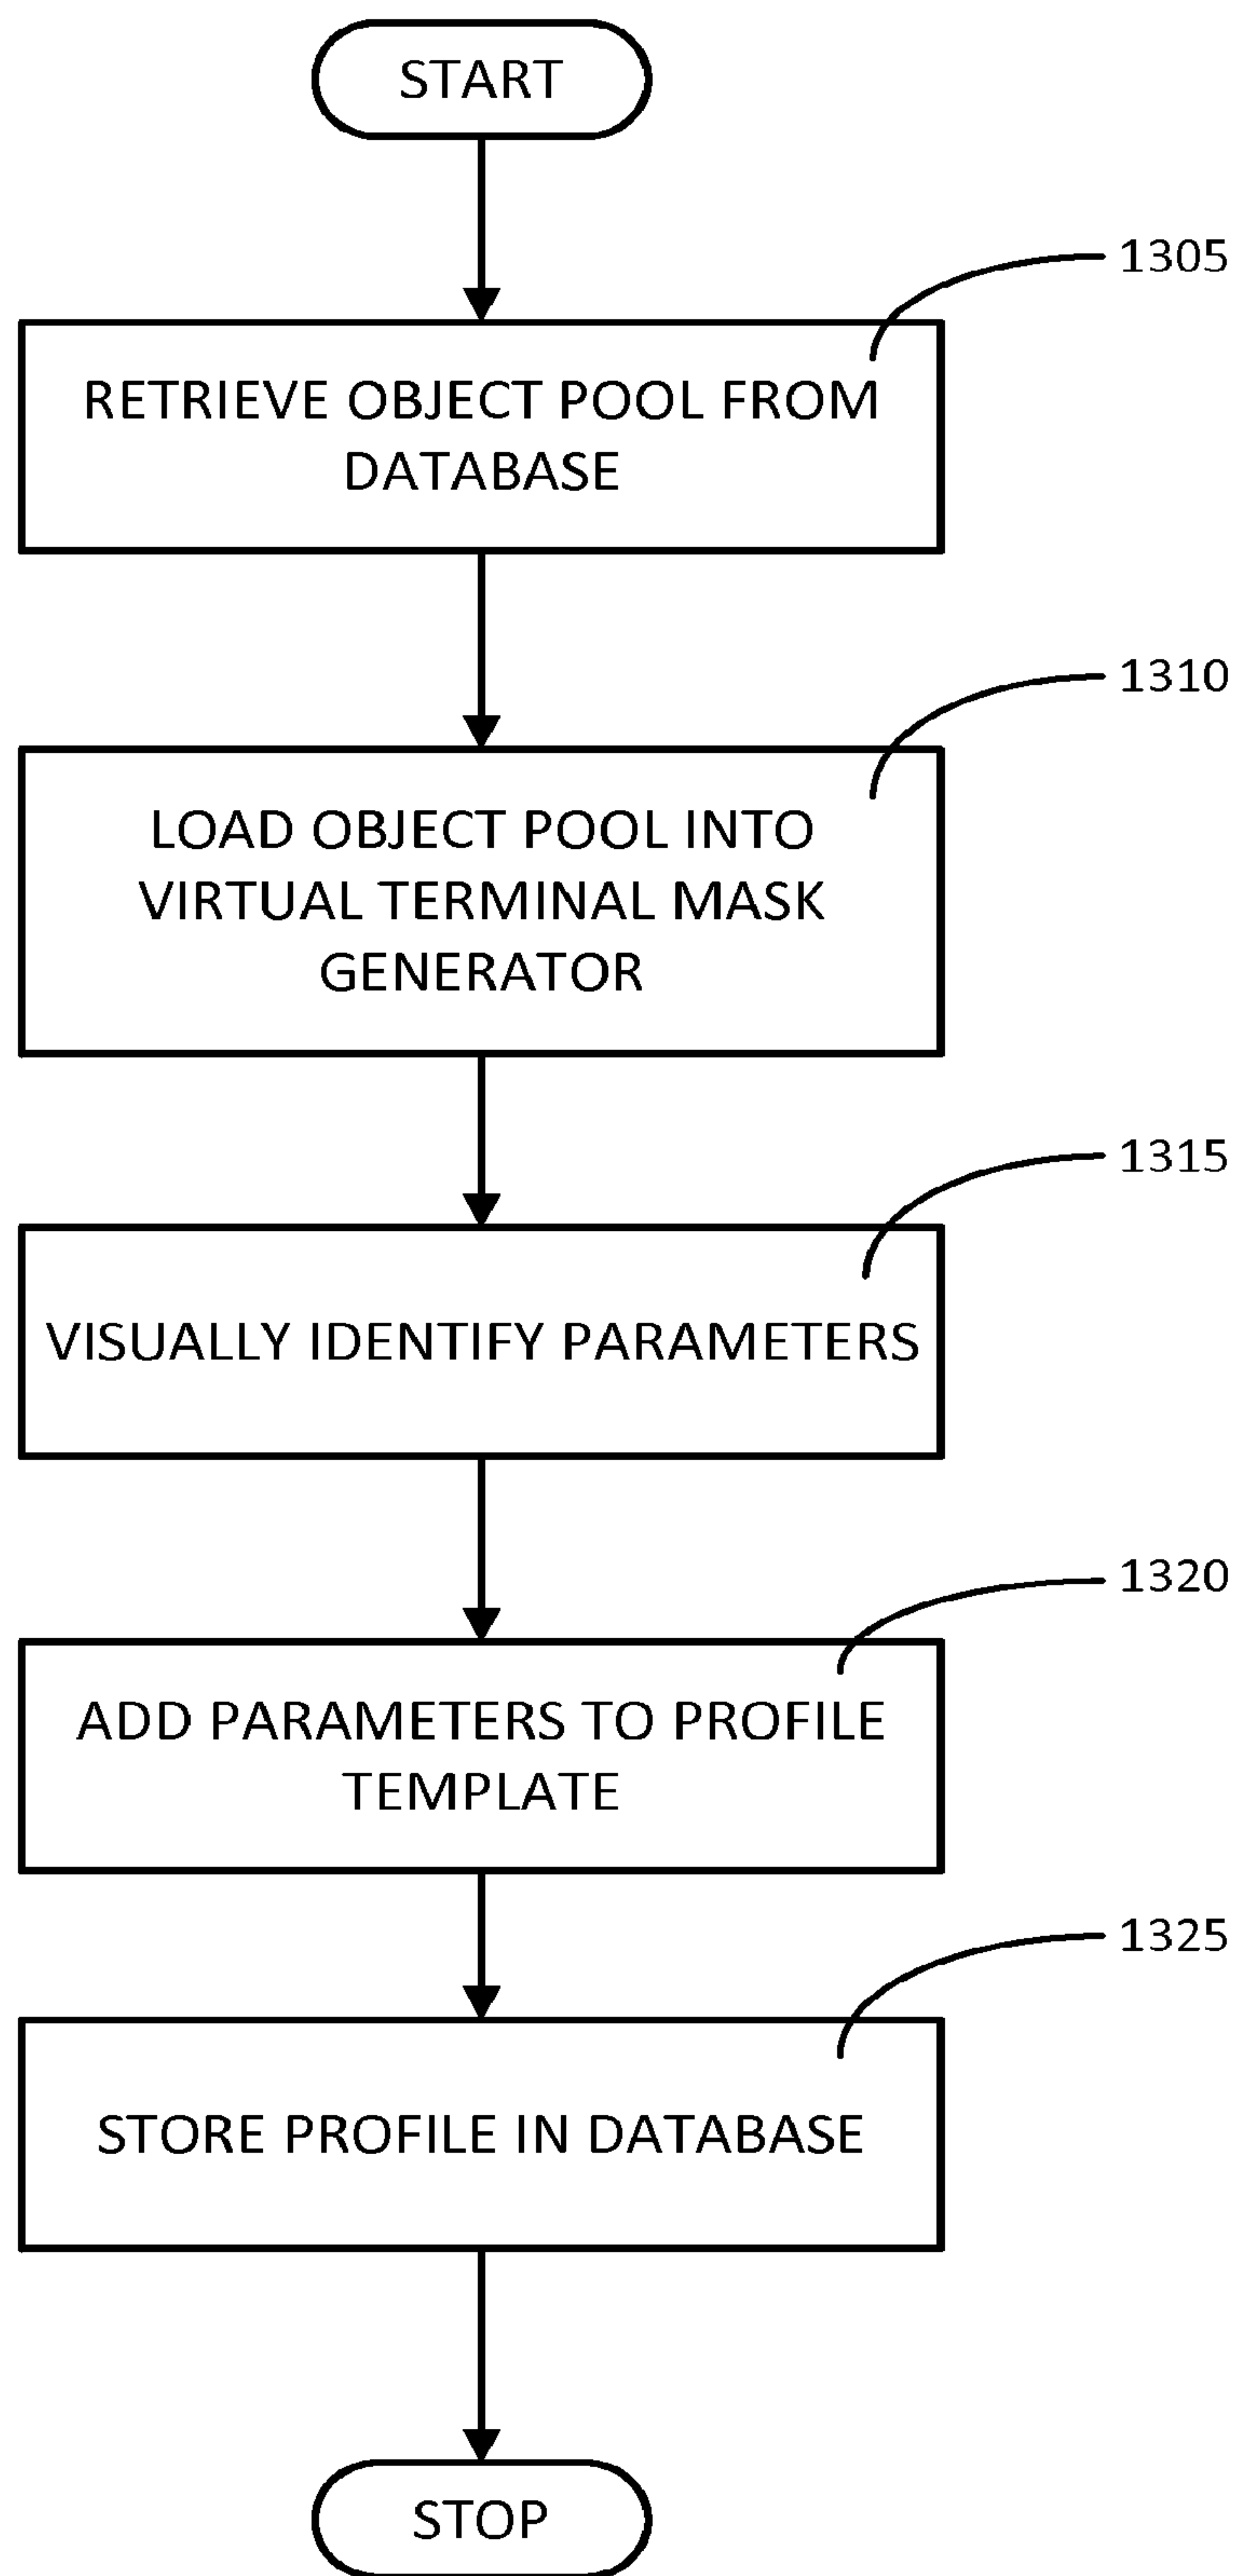 START
1305
RETRIEVE OBJECT POOL FROM
DATABASE
1310
LOAD OBJECT POOL INTO
VIRTUAL TERMINAL MASK
GENERATOR
1315
VISUALLY IDENTIFY PARAMETERS
1320
ADD PARAMETERS TO PROFILE
TEMPLATE
1325
STORE PROFILE IN DATABASE
STOP